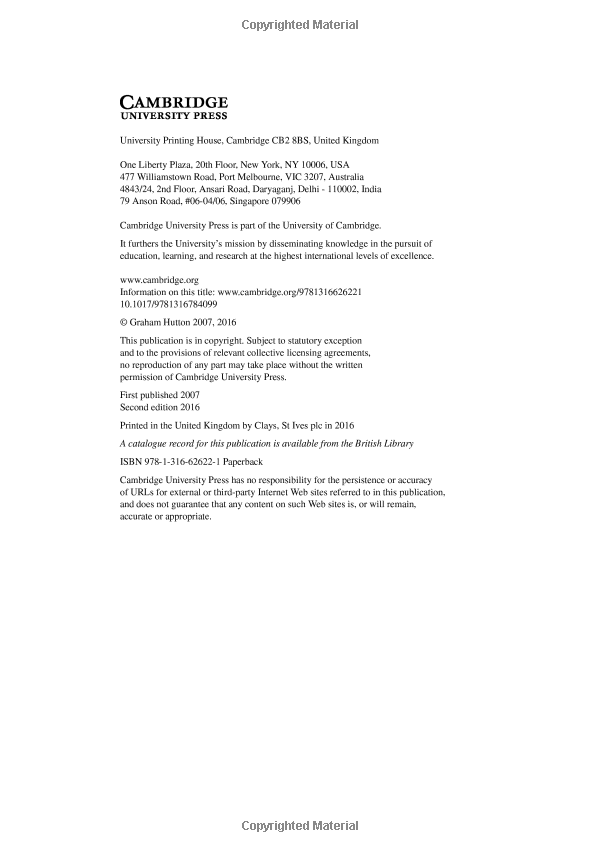 Copyrighted Material
CAMBRIDGE
UNIVERSITY PRESS
University Printing House, Cambridge CB2 8BS, United Kingdom
One Liberty Plaza, 20th Floor, New York, NY 10006, USA
477 Williamstown Road, Port Melbourne, VIC 3207, Australia
4843/24, 2nd Floor, Ansari Road, Daryaganj, Delhi - 110002, India
79 Anson Road, #06-04/06, Singapore 079906
Cambridge University Press is part of the University of Cambridge.
It furthers the University's mission by disseminating knowledge in the pursuit of
education, learning, and research at the highest international levels of excellence.
www.cambridge.org
Information on this title: www.cambridge.org/9781316626221
10.1017/9781316784099
© Graham Hutton 2007, 2016
This publication is in copyright. Subject to statutory exception
and to the provisions of relevant collective licensing agreements,
no reproduction of any part may take place without the written
permission of Cambridge University Press.
First published 2007
Second edition 2016
Printed in the United Kingdom by Clays, St Ives plc in 2016
A catalogue record for this publication is available from the British Library
ISBN 978-1-316-62622-1 Paperback
Cambridge University Press has no responsibility for the persistence or accuracy
of URLs for external or third-party Internet Web sites referred to in this publication,
and does not guarantee that any content on such Web sites is, or will remain,
accurate or appropriate.
Copyrighted Material